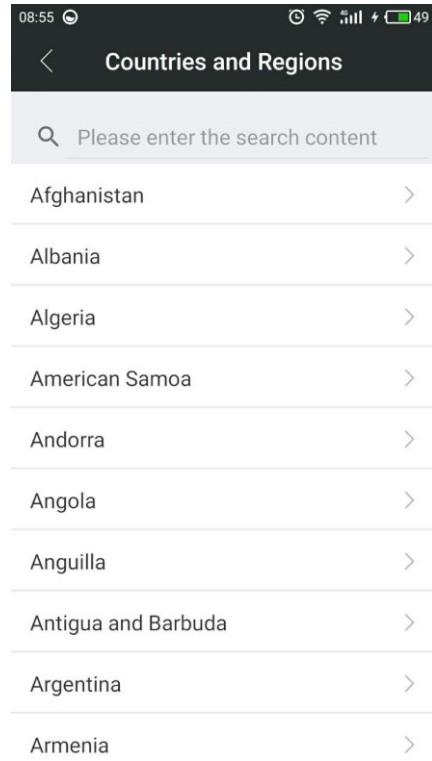 08:55 49
Countries and Regions
Please enter the search content
Afghanistan
Albania
Algeria
American Samoa
Andorra
Angola
Anguilla
Antigua and Barbuda
Argentina
Armenia